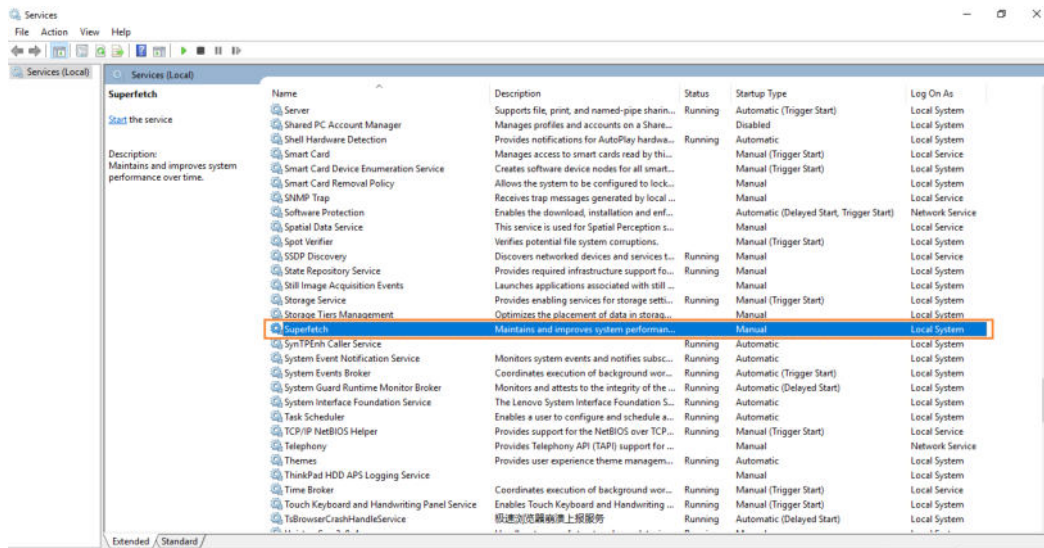 Services
File Action View Help
Services (Local)
Services (Local)
Superfetch
Start the service
Description:
Maintains and improves system
performance over time.
Name Description Status Startup Type Log On As
Server Supports file, print, and named-pipe sharin... Running Automatic (Trigger Start) Local System
Shared PC Account Manager Manages profiles and accounts on a Share... Disabled Local System
Shell Hardware Detection Provides notifications for AutoPlay hardwa... Running Automatic Local System
Smart Card Manages access to smart cards read by thi... Manual (Trigger Start) Local Service
Smart Card Device Enumeration Service Creates software device nodes for all smart... Manual (Trigger Start) Local System
Smart Card Removal Policy Allows the system to be configured to lock... Manual Local System
SNMP Trap Receives trap messages generated by local ... Manual Local Service
Software Protection Enables the download, installation and enf... Automatic (Delayed Start, Trigger Start) Network Service
Spatial Data Service This service is used for Spatial Perception s... Manual Local Service
Spot Verifier Verifies potential file system corruptions. Manual (Trigger Start) Local System
SSDP Discovery Discovers networked devices and services t... Running Manual Local Service
State Repository Service Provides required infrastructure support fo... Running Manual Local System
Still Image Acquisition Events Launches applications associated with still ... Manual Local System
Storage Service Provides enabling services for storage setti... Running Manual (Trigger Start) Local System
Storage Tiers Management Optimizes the placement of data in storag... Manual Local System
Superfetch Maintains and improves system performan... Manual Local System
SynTPEnh Caller Service Running Automatic Local System
System Event Notification Service Monitors system events and notifies subsc... Running Automatic Local System
System Events Broker Coordinates execution of background wor... Running Automatic (Trigger Start) Local System
System Guard Runtime Monitor Broker Monitors and attests to the integrity of the ... Running Automatic (Delayed Start) Local System
System Interface Foundation Service The Lenovo System Interface Foundation S... Running Automatic Local System
Task Scheduler Enables a user to configure and schedule a... Running Automatic Local System
TCP/IP NetBIOS Helper Provides support for the NetBIOS over TCP... Running Manual (Trigger Start) Local Service
Telephony Provides Telephony API (TAPI) support for ... Manual Network Service
Themes Provides user experience theme managem... Running Automatic Local System
ThinkPad HDD APS Logging Service Manual Local System
Time Broker Coordinates execution of background wor... Running Manual (Trigger Start) Local Service
Touch Keyboard and Handwriting Panel Service Enables Touch Keyboard and Handwriting ... Running Manual (Trigger Start) Local System
TsBrowserCrashHandleService 极速浏览器崩溃上报服务 Running Automatic (Delayed Start) Local System
Extended Standard